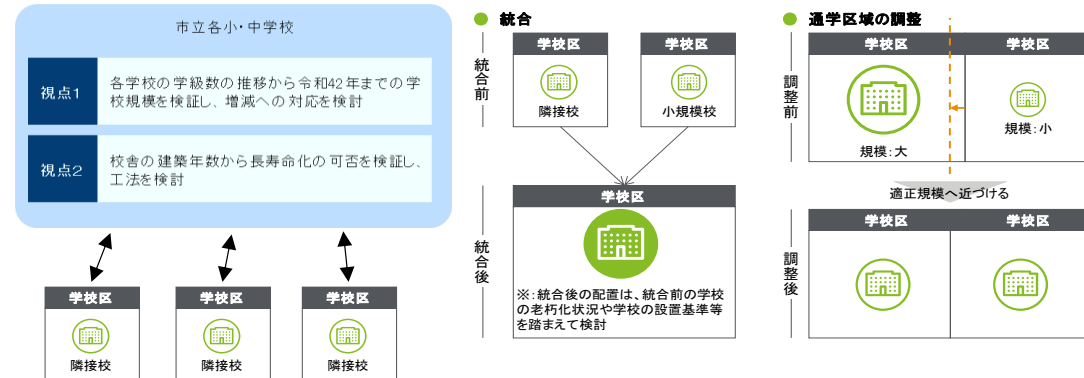 市立各小・中学校
視点1
各学校の学級数の推移から令和42年までの学
校規模を検証し、増減への対応を検討
視点2
校舎の建築年数から長寿命化の可否を検証し、
工法を検討
学校区
隣接校
学校区
隣接校
学校区
隣接校
統合
統合前
学校区
隣接校
学校区
小規模校
統合後
学校区
※：統合後の配置は、統合前の学校
の老朽化状況や学校の設置基準等
を踏まえて検討
通学区域の調整
調整前
学校区
規模：大
学校区
規模：小
適正規模へ近づける
調整後
学校区
学校区